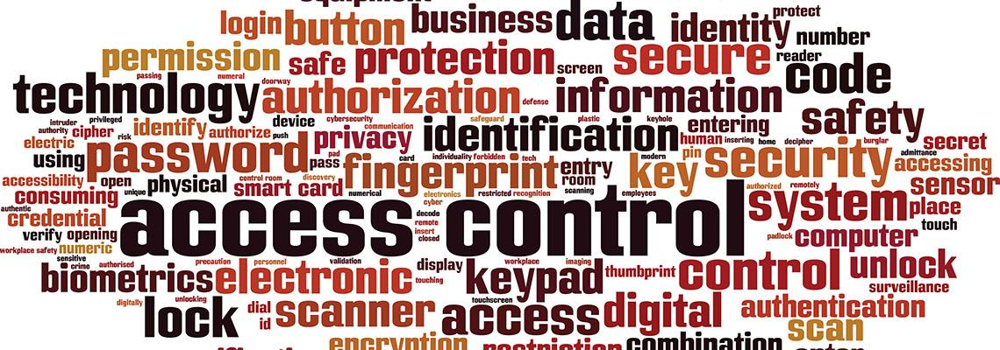 equipment
protect
login button business data identity number
permission safe protection screen secure reader code
passing numeral
technology doorway authorization defense information
safety
intruder privileged device cybersecurity safeguard plastic keyhole entering
authority cipher risk identify authorize push communication
privacy identification human inserting home decipher burglar secret
electric password pad card individuality forbidden tech modern pin security admittance
using pass fingerprint entry key accessing
accessibility open unique physical control room discovery smart card numerical electronics restricted recognition room scanning employees authorized remotely sensor
consuming cyber system place
authentic credential access control
decode touch
verify opening remote insert closed padlock computer
workplace safety numeric
sensitive crime authorised precaution personnel validation display workplace imaging control unlock
biometrics electronic touching keypad thumbprint surveillance
digitally unlocking touchscreen
lock dial id scanner access digital authentication
scan
encryption restriction combination